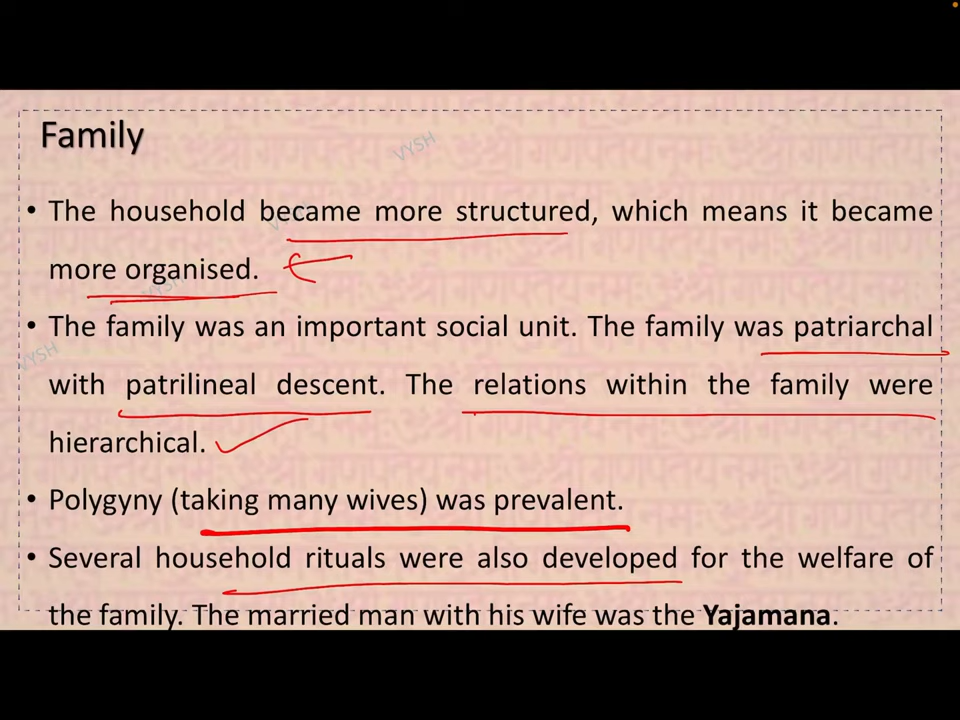 Family
• The household became more structured, which means it became
more organised.
• The family was an important social unit. The family was patriarchal
with patrilineal descent. The relations within the family were
hierarchical.
• Polygyny (taking many wives) was prevalent.
• Several household rituals were also developed for the welfare of
the family. The married man with his wife was the Yajamana.
VYSH
VYSH
VYSH